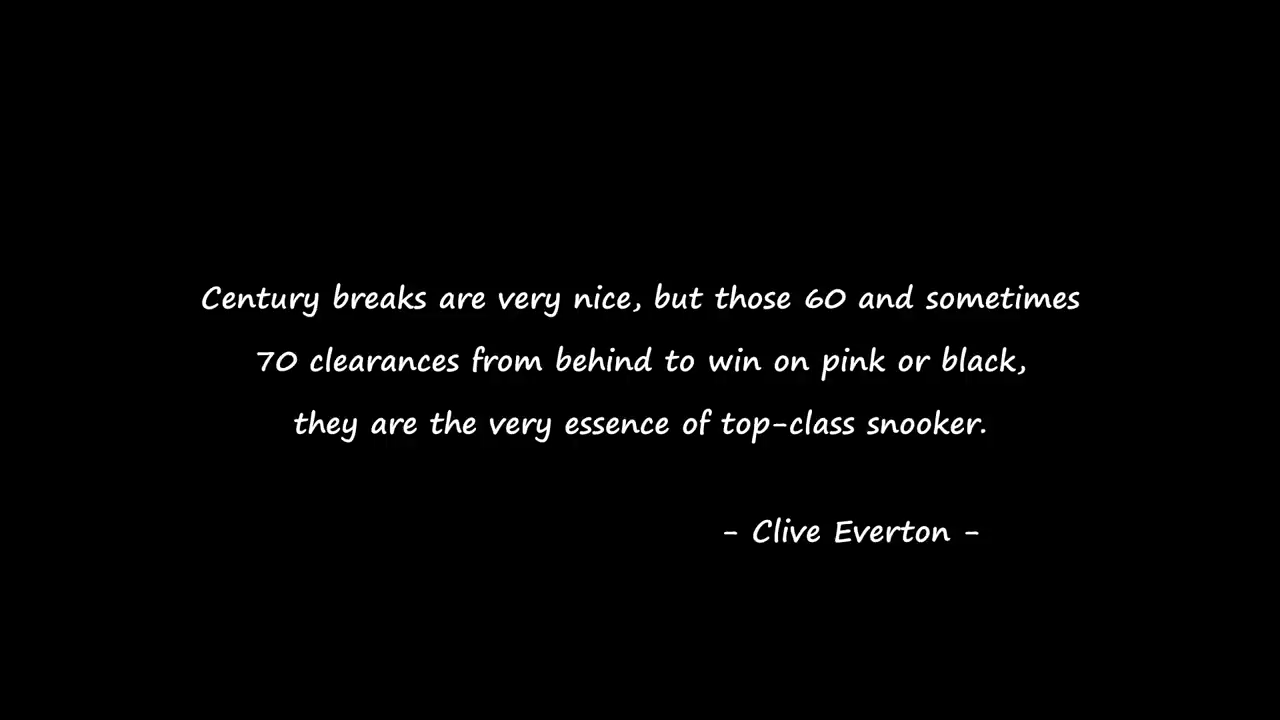 Century breaks are very nice, but those 60 and sometimes
70 clearances from behind to win on pink or black,
they are the very essence of top-class snooker.
- Clive Everton -